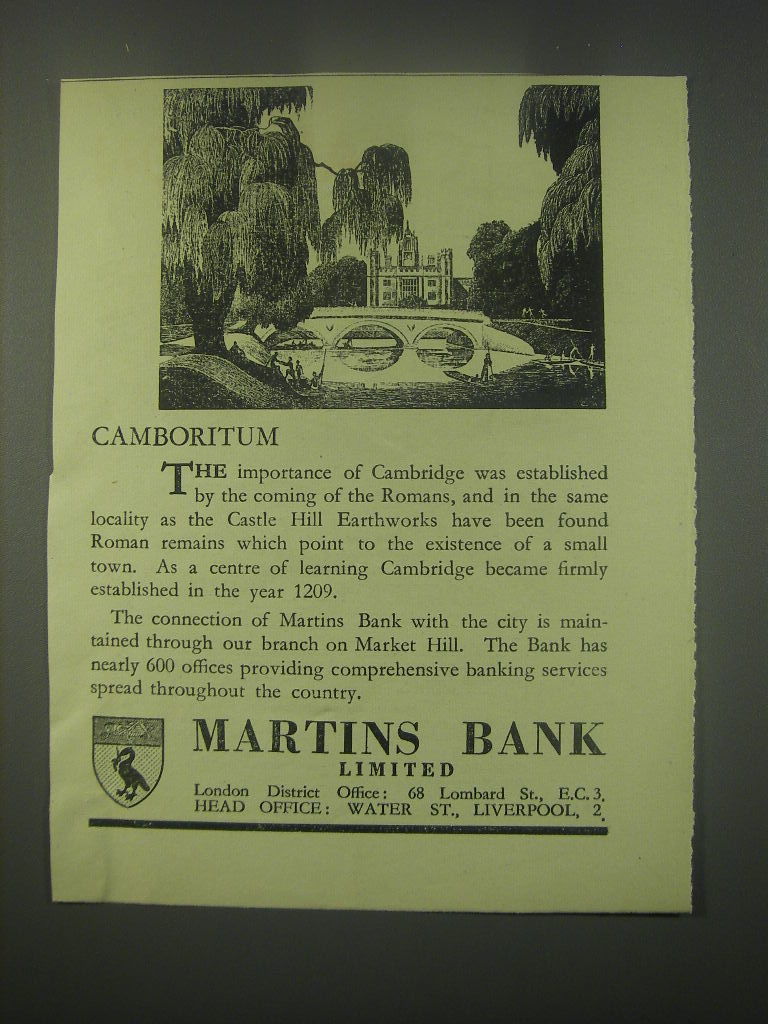 CAMBORITUM
THE importance of Cambridge was established
by the coming of the Romans, and in the same
locality as the Castle Hill Earthworks have been found
Roman remains which point to the existence of a small
town. As a centre of learning Cambridge became firmly
established in the year 1209.
The connection of Martins Bank with the city is main-
tained through our branch on Market Hill. The Bank has
nearly 600 offices providing comprehensive banking services
spread throughout the country.
MARTINS BANK
LIMITED
London District Office: 68 Lombard St., E.C.3.
HEAD OFFICE: WATER ST., LIVERPOOL, 2.